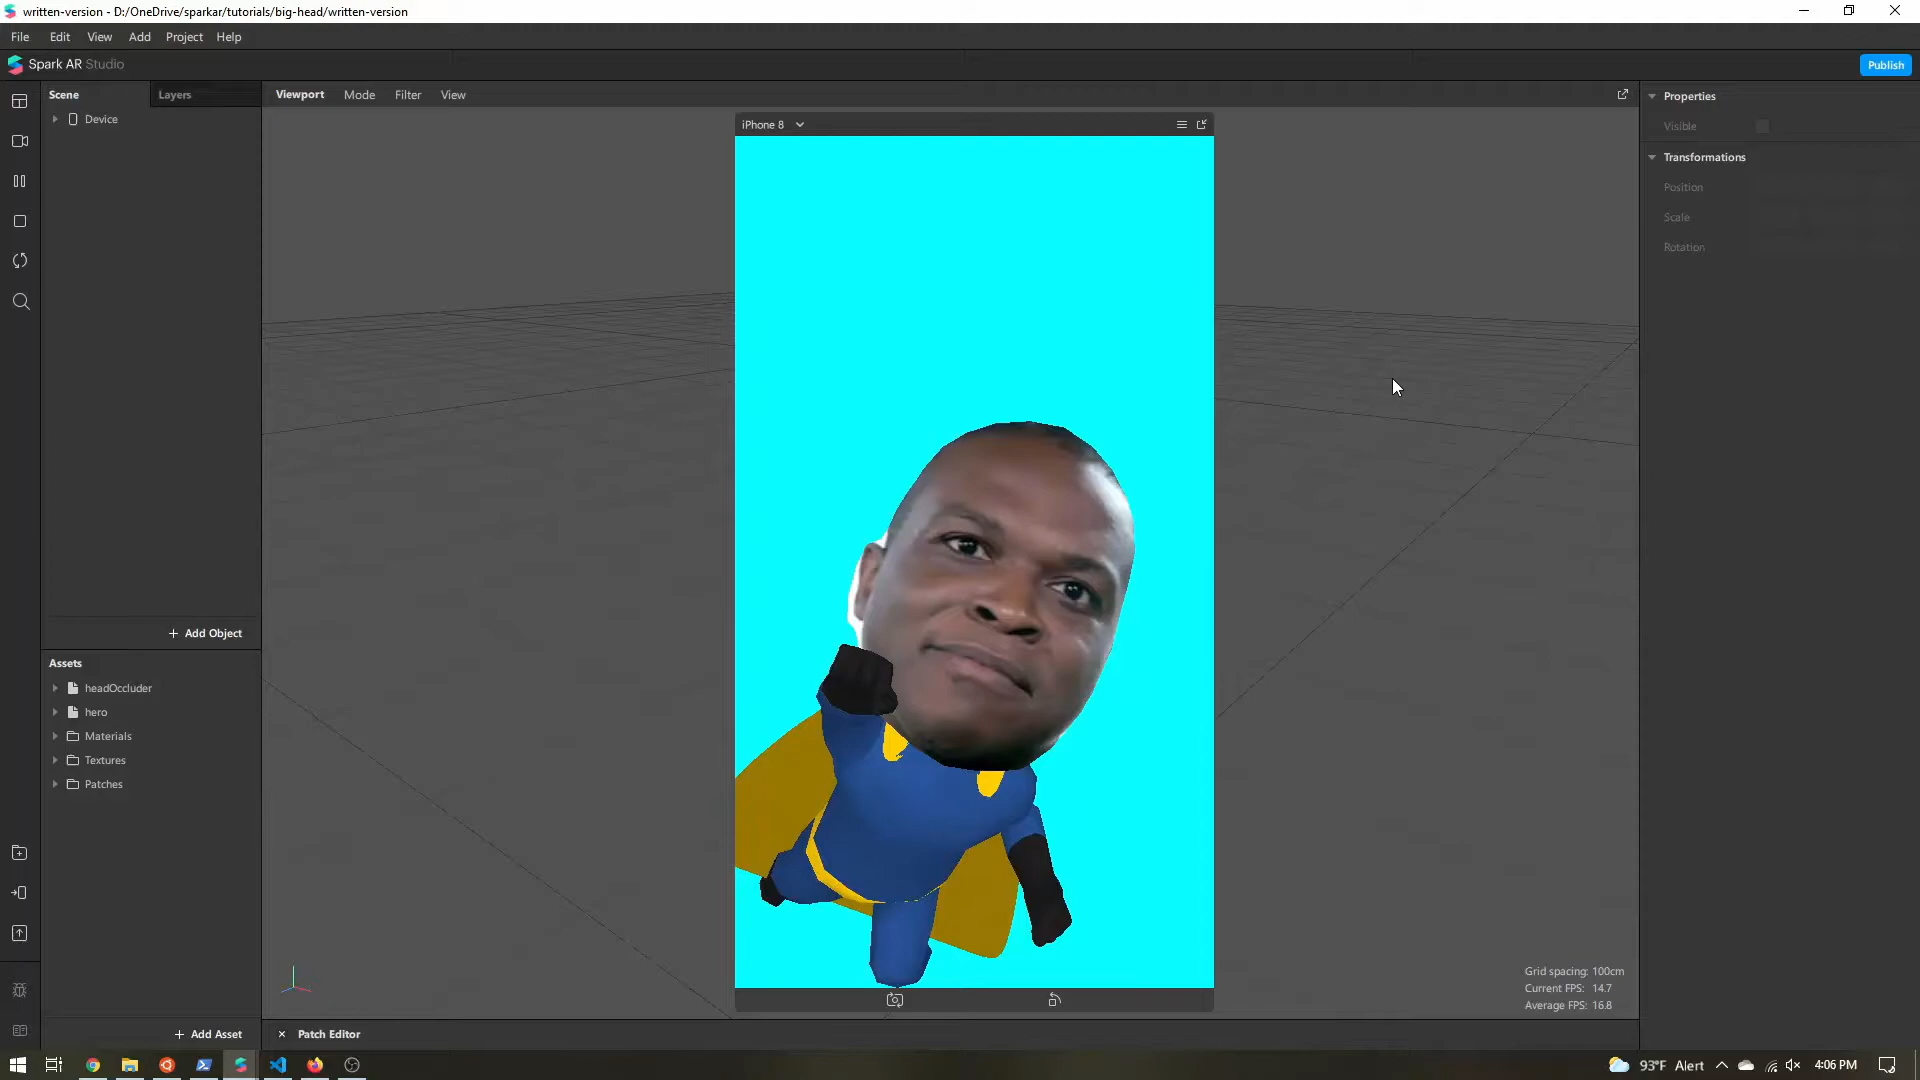 written-version - D:/OneDrive/sparkar/tutorials/big-head/written-version
File Edit View Add Project Help
Spark AR Studio
Publish
Scene
Layers
Device
Add Object
Assets
headOccluder
hero
Materials
Textures
Patches
Add Asset
Viewport Mode Filter View
iPhone 8
Grid spacing: 100cm
Current FPS: 14.7
Average FPS: 16.8
Patch Editor
Properties
Visible
Transformations
Position
Scale
Rotation
93°F Alert
4:06 PM